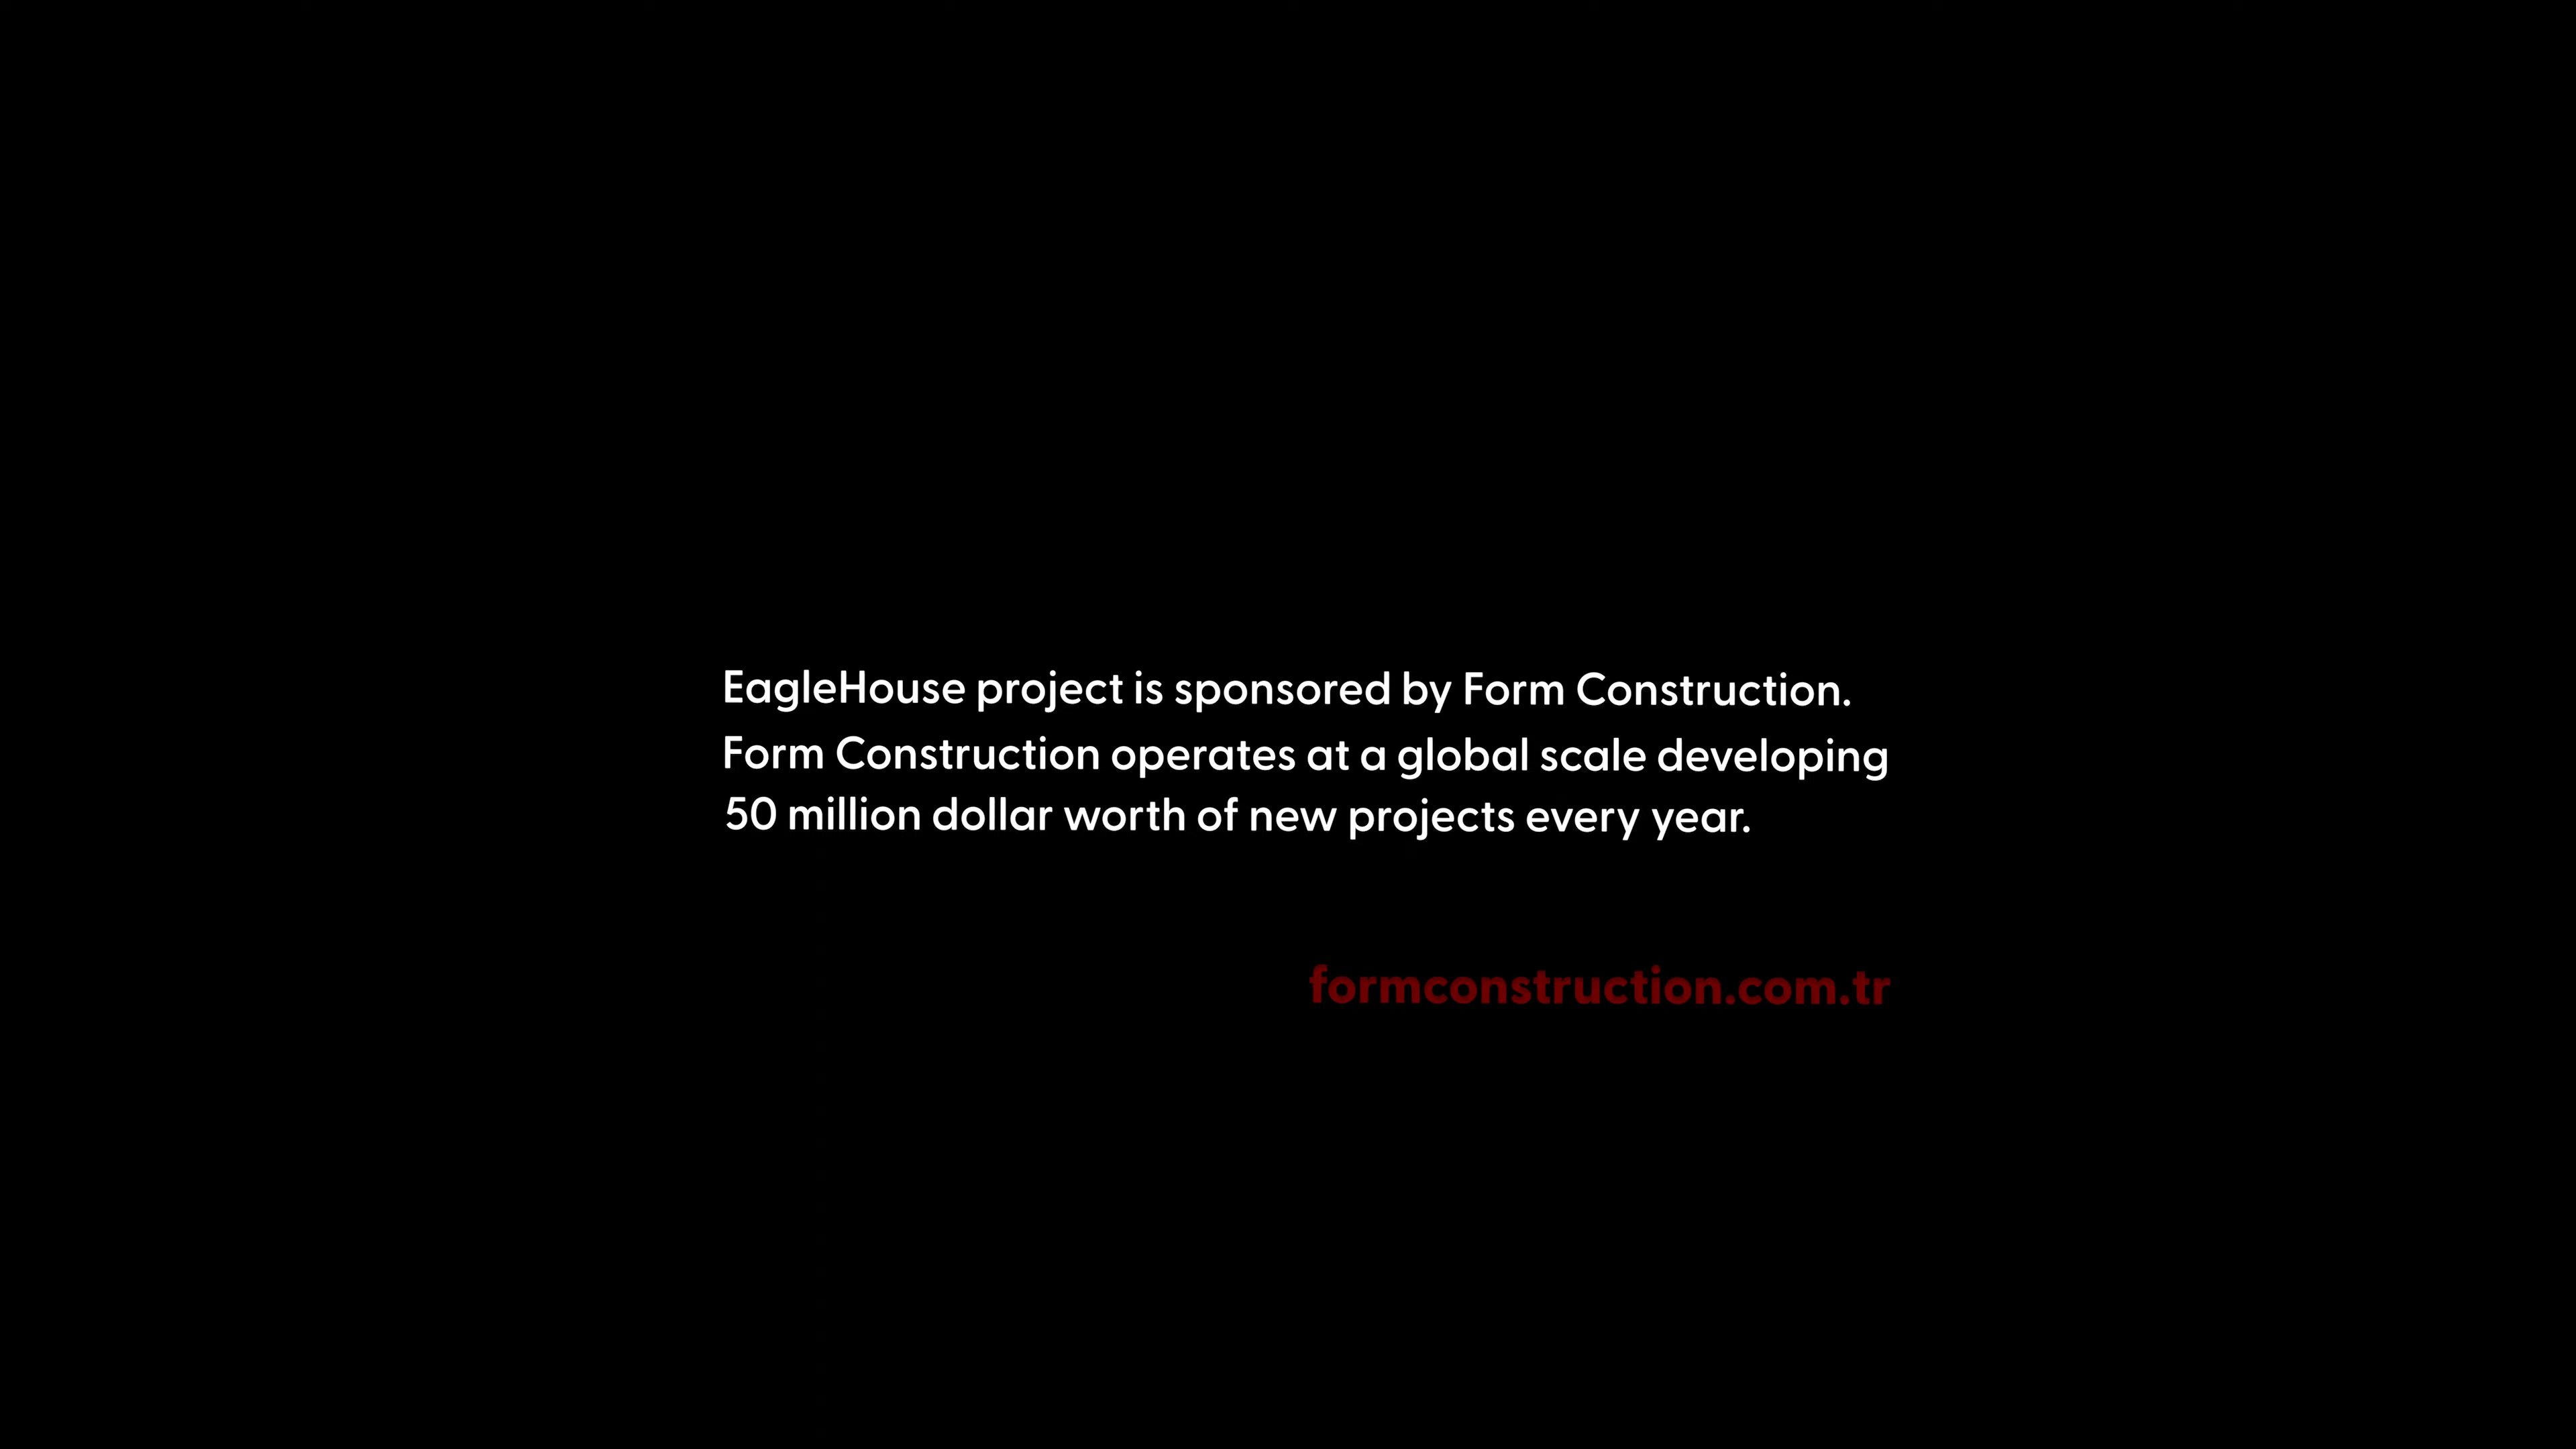 EagleHouse project is sponsored by Form Construction.
Form Construction operates at a global scale developing
50 million dollar worth of new projects every year.
formconstruction.com.tr